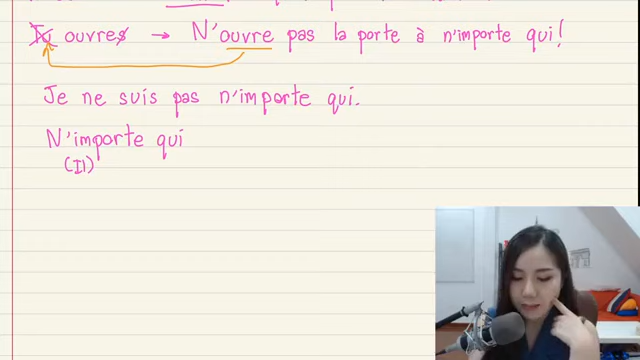 Tu ouvres → N'ouvre pas la porte à n'importe qui!
Je ne suis pas n'importe qui.
N'importe qui
(Il)